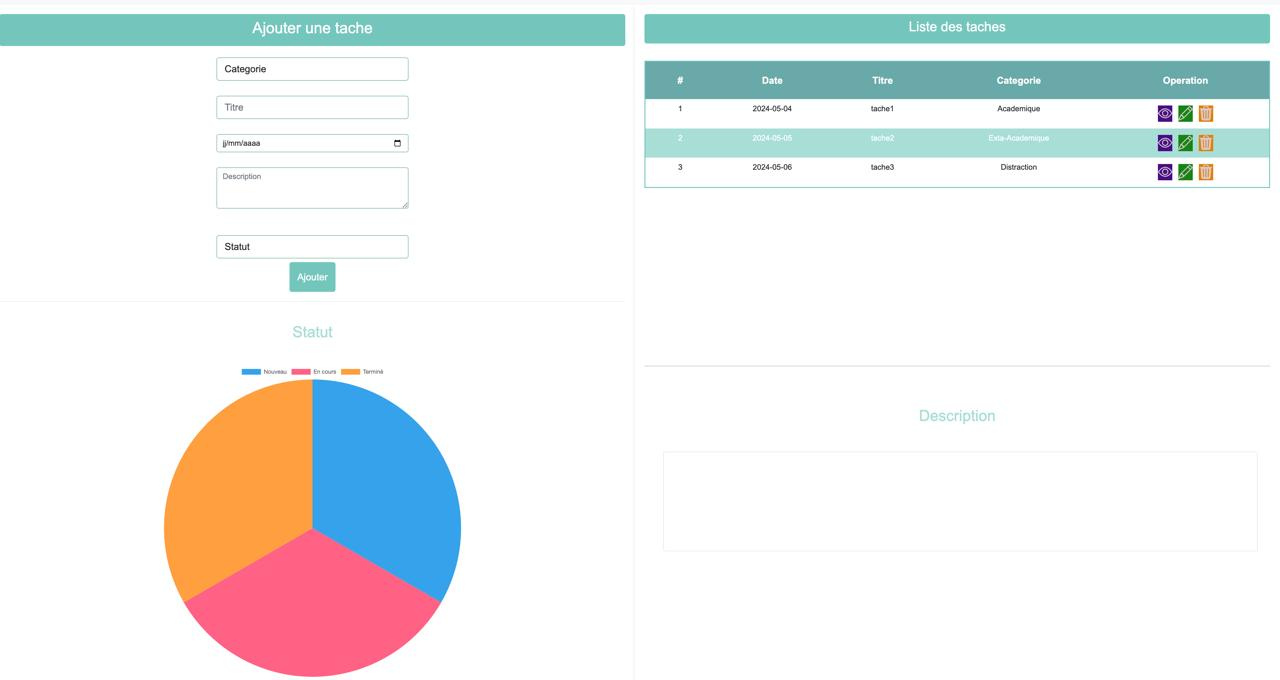 Ajouter une tache
Categorie
Titre
jj/mm/aaaa
Description
Statut
Ajouter
Statut
Nouveau En cours Terminé
Liste des taches
# Date Titre Categorie Operation
1 2024-05-04 tache1 Academique
2 2024-05-05 tache2 Exta-Academique
3 2024-05-06 tache3 Distraction
Description